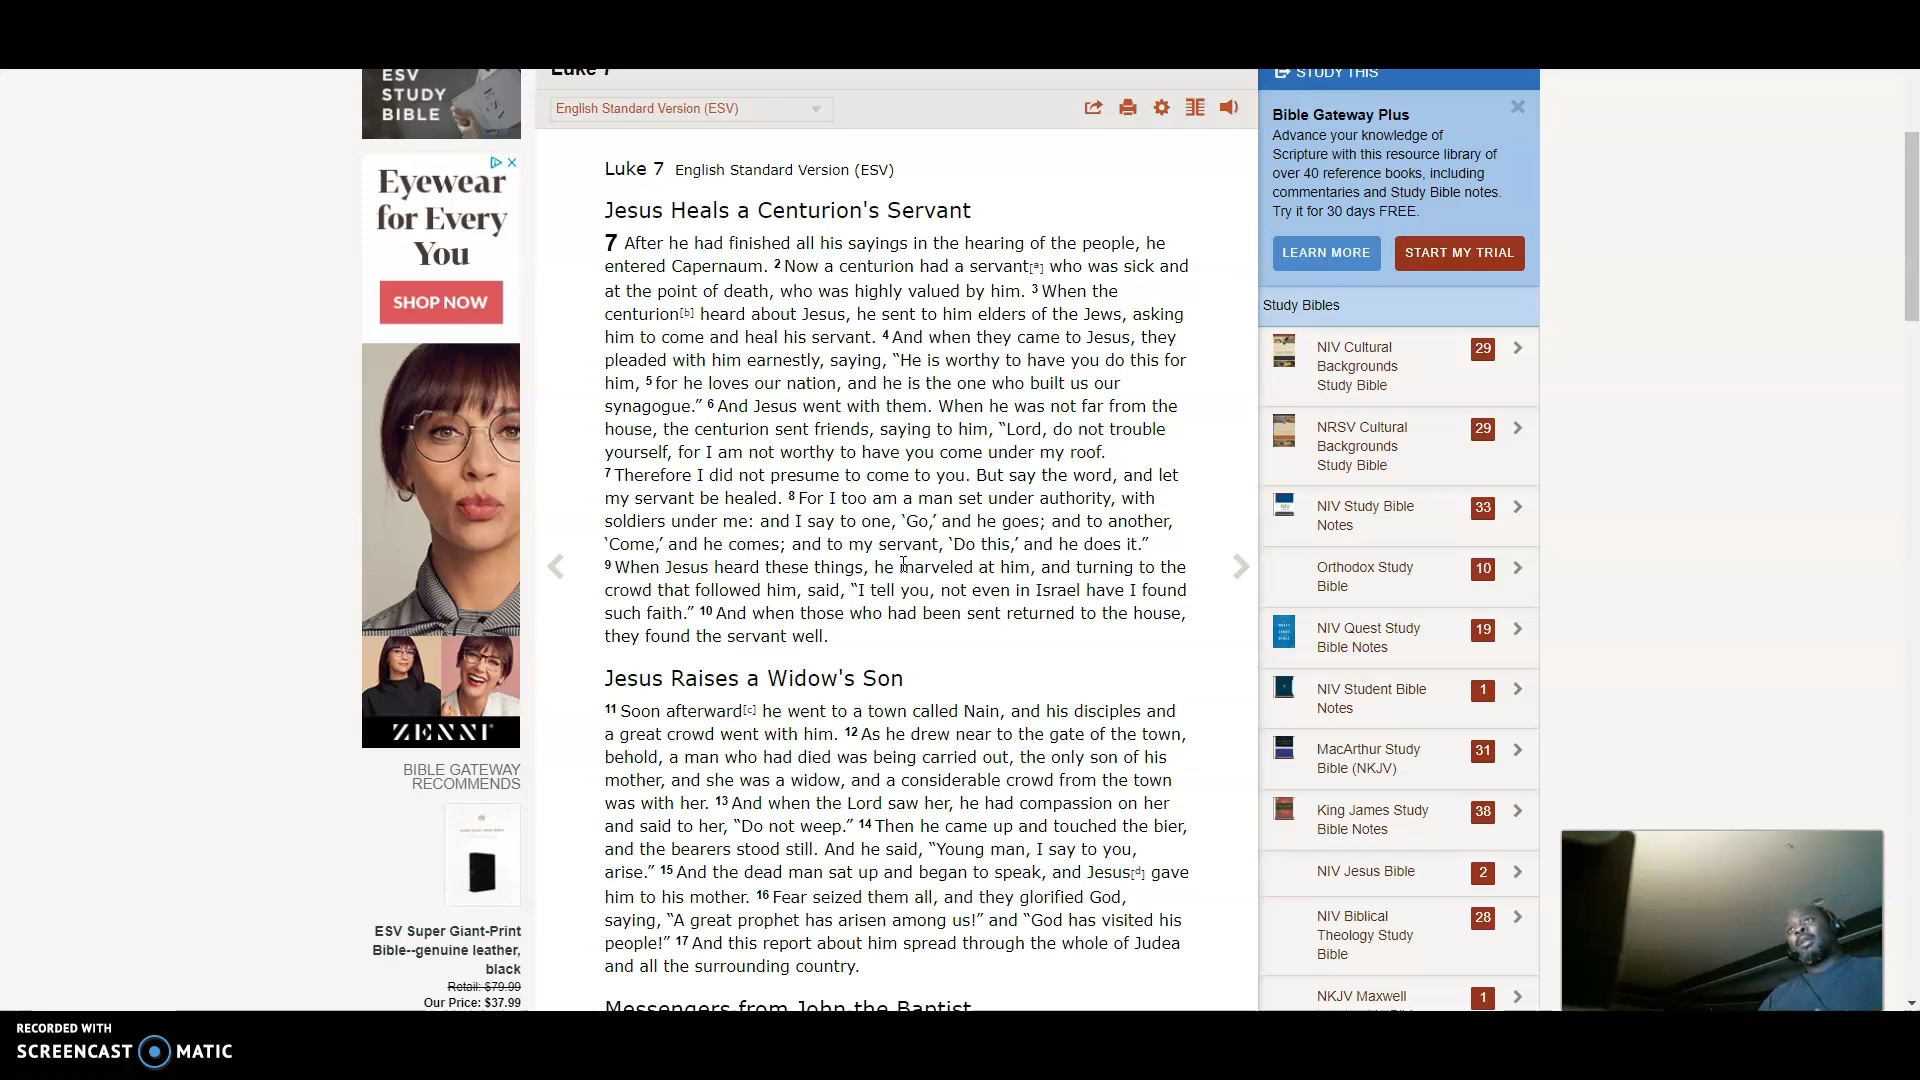 ESV
STUDY
BIBLE
Eyewear
for Every
You
SHOP NOW
ZENNI
BIBLE GATEWAY
RECOMMENDS
ESV Super Giant-Print
Bible--genuine leather,
black
Retail: $79.99
Our Price: $37.99
Luke 7
English Standard Version (ESV)
Luke 7 English Standard Version (ESV)
Jesus Heals a Centurion's Servant
7 After he had finished all his sayings in the hearing of the people, he
entered Capernaum. 2 Now a centurion had a servant[a] who was sick and
at the point of death, who was highly valued by him. 3 When the
centurion[b] heard about Jesus, he sent to him elders of the Jews, asking
him to come and heal his servant. 4 And when they came to Jesus, they
pleaded with him earnestly, saying, “He is worthy to have you do this for
him, 5 for he loves our nation, and he is the one who built us our
synagogue.” 6 And Jesus went with them. When he was not far from the
house, the centurion sent friends, saying to him, “Lord, do not trouble
yourself, for I am not worthy to have you come under my roof.
7 Therefore I did not presume to come to you. But say the word, and let
my servant be healed. 8 For I too am a man set under authority, with
soldiers under me: and I say to one, ‘Go,’ and he goes; and to another,
‘Come,’ and he comes; and to my servant, ‘Do this,’ and he does it.”
9 When Jesus heard these things, he marveled at him, and turning to the
crowd that followed him, said, “I tell you, not even in Israel have I found
such faith.” 10 And when those who had been sent returned to the house,
they found the servant well.
Jesus Raises a Widow's Son
11 Soon afterward[c] he went to a town called Nain, and his disciples and
a great crowd went with him. 12 As he drew near to the gate of the town,
behold, a man who had died was being carried out, the only son of his
mother, and she was a widow, and a considerable crowd from the town
was with her. 13 And when the Lord saw her, he had compassion on her
and said to her, “Do not weep.” 14 Then he came up and touched the bier,
and the bearers stood still. And he said, “Young man, I say to you,
arise.” 15 And the dead man sat up and began to speak, and Jesus[d] gave
him to his mother. 16 Fear seized them all, and they glorified God,
saying, “A great prophet has arisen among us!” and “God has visited his
people!” 17 And this report about him spread through the whole of Judea
and all the surrounding country.
Messengers from John the Baptist
STUDY THIS
Bible Gateway Plus
Advance your knowledge of
Scripture with this resource library of
over 40 reference books, including
commentaries and Study Bible notes.
Try it for 30 days FREE.
LEARN MORE
START MY TRIAL
Study Bibles
NIV Cultural
Backgrounds
Study Bible
29
NRSV Cultural
Backgrounds
Study Bible
29
NIV Study Bible
Notes
33
Orthodox Study
Bible
10
NIV Quest Study
Bible Notes
19
NIV Student Bible
Notes
1
MacArthur Study
Bible (NKJV)
31
King James Study
Bible Notes
38
NIV Jesus Bible
2
NIV Biblical
Theology Study
Bible
28
NKJV Maxwell
1
RECORDED WITH
SCREENCAST MATIC